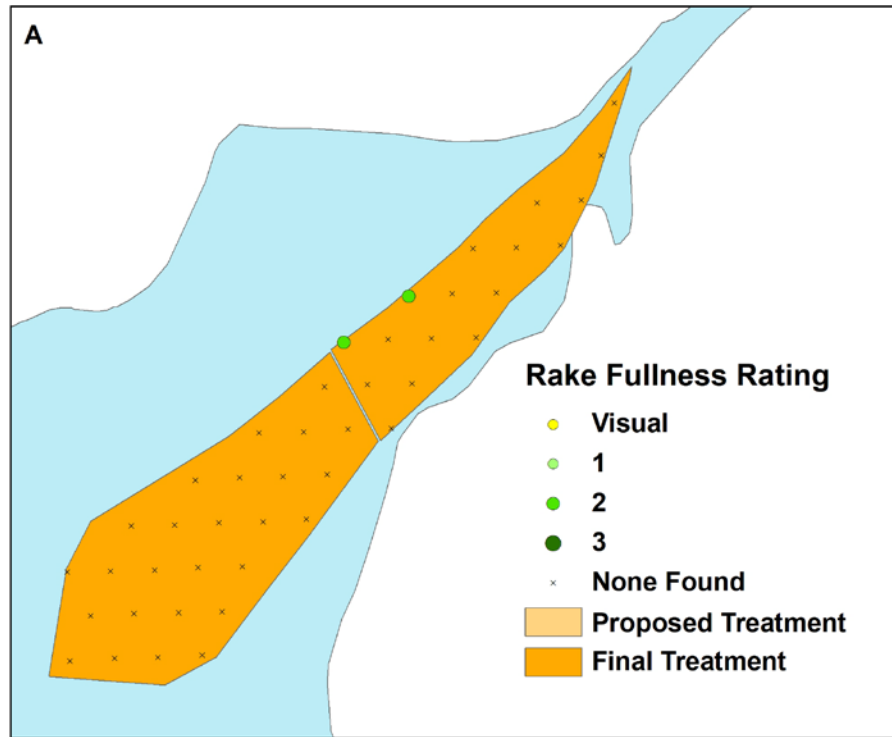 A
Rake Fullness Rating
Visual
1
2
3
None Found
Proposed Treatment
Final Treatment